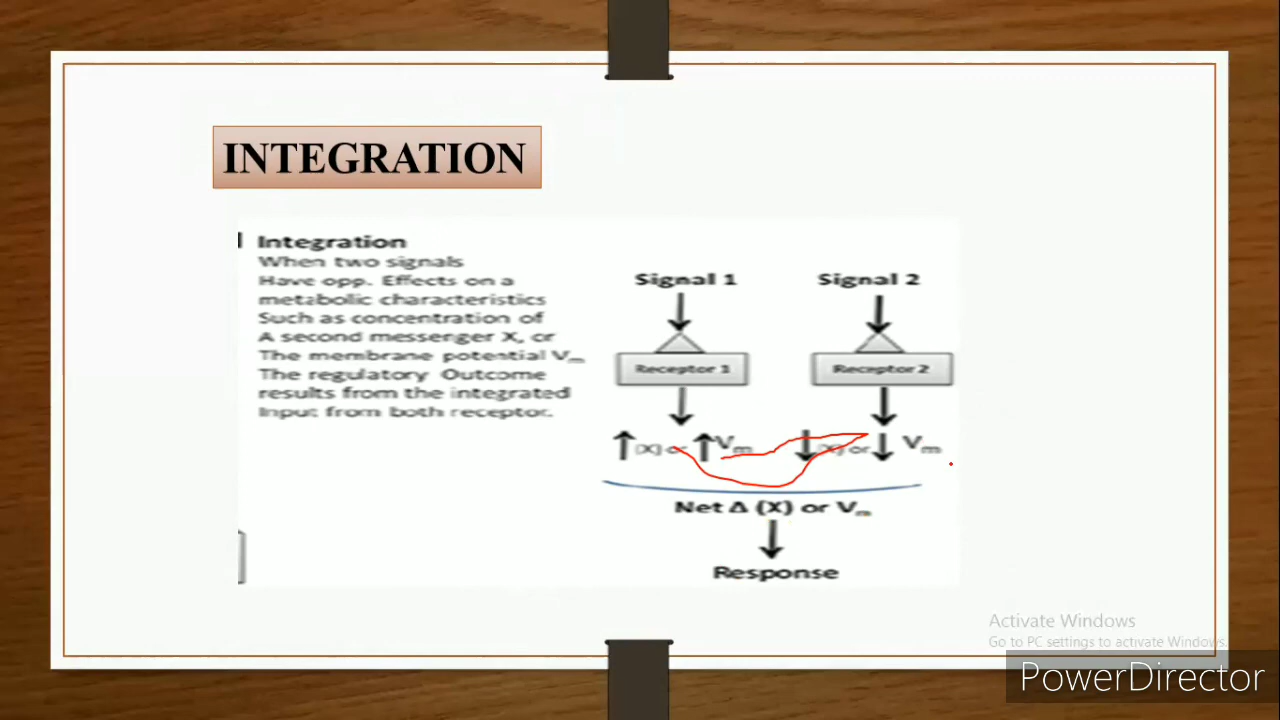 INTEGRATION
Integration
When two signals
Have opp. Effects on a
metabolic characteristics
Such as concentration of
A second messenger X, or
The membrane potential Vm
The regulatory Outcome
results from the integrated
Input from both receptor.
Signal 1 Signal 2
Receptor 1 Receptor 2
↑ (X) or ↑ Vm ↓ (X) or ↓ Vm
Net Δ (X) or Vm
Response
Activate Windows
Go to PC settings to activate Windows.
PowerDirector